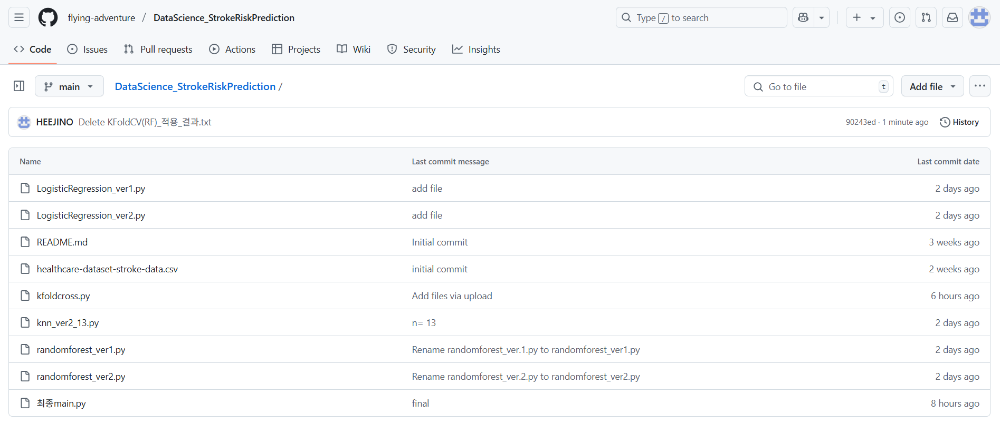 flying-adventure / DataScience_StrokeRiskPrediction
Type / to search
Code Issues Pull requests Actions Projects Wiki Security Insights
main DataScience_StrokeRiskPrediction / Go to file t Add file
HEEJINO Delete KFoldCV(RF)_적용_결과.txt 90243ed · 1 minute ago History
Name Last commit message Last commit date
LogisticRegression_ver1.py add file 2 days ago
LogisticRegression_ver2.py add file 2 days ago
README.md Initial commit 3 weeks ago
healthcare-dataset-stroke-data.csv initial commit 2 weeks ago
kfoldcross.py Add files via upload 6 hours ago
knn_ver2_13.py n= 13 2 days ago
randomforest_ver1.py Rename randomforest_ver.1.py to randomforest_ver1.py 2 days ago
randomforest_ver2.py Rename randomforest_ver.2.py to randomforest_ver2.py 2 days ago
최종main.py final 8 hours ago